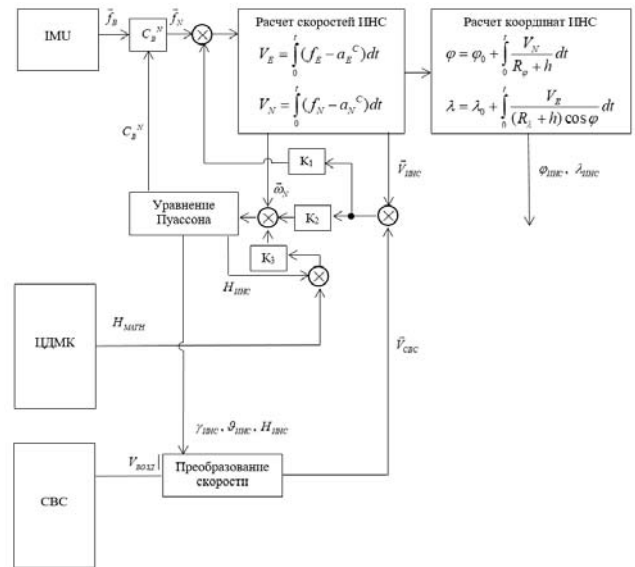 IMU
f̄_B
C_B^N
f̄_N
Расчет скоростей ИНС
V_E = ∫_0^t (f_E − a_E^C)dt
V_N = ∫_0^t (f_N − a_N^C)dt
Расчет координат ИНС
φ = φ_0 + ∫_0^t V_N / (R_φ + h) dt
λ = λ_0 + ∫_0^t V_E / ((R_λ + h) cos φ) dt
C_B^N
K_1
V̄_ИНС
φ_ИНС, λ_ИНС
ω̄_N
Уравнение
Пуассона
K_2
K_3
H_ИНС
ЦДМК
H_МАГН
V̄_СВС
γ_ИНС, ϑ_ИНС, H_ИНС
СВС
V_ВОЗД
Преобразование
скорости